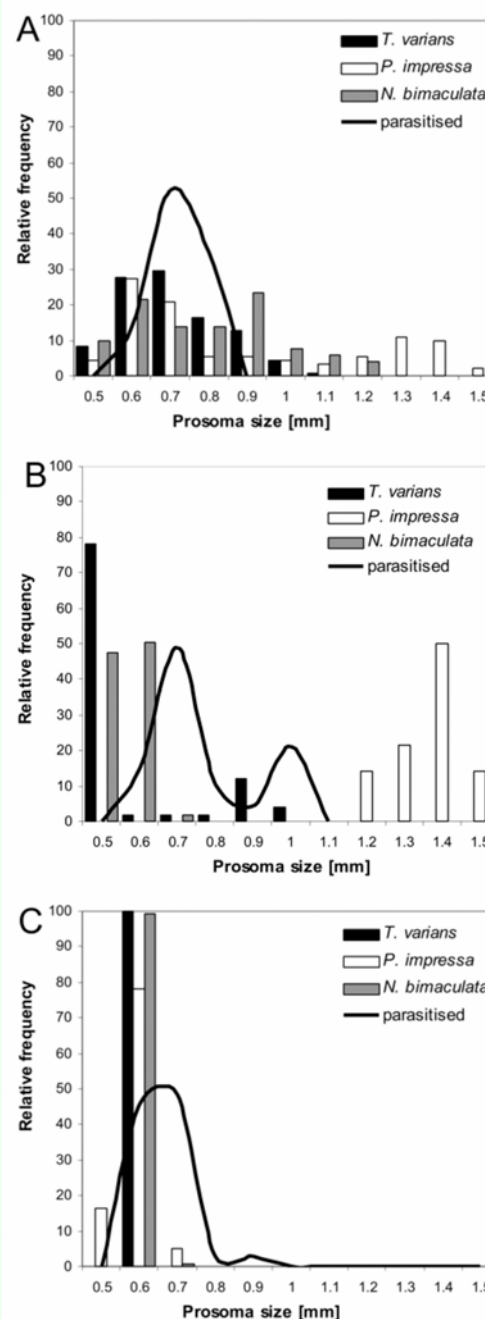 A
100
90
80
70
60
50
40
30
20
10
0
Relative frequency
T. varians
P. impressa
N. bimaculata
parasitised
0.5 0.6 0.7 0.8 0.9 1 1.1 1.2 1.3 1.4 1.5
Prosoma size [mm]
B
100
90
80
70
60
50
40
30
20
10
0
Relative frequency
T. varians
P. impressa
N. bimaculata
parasitised
0.5 0.6 0.7 0.8 0.9 1 1.1 1.2 1.3 1.4 1.5
Prosoma size [mm]
C
100
90
80
70
60
50
40
30
20
10
0
Relative frequency
T. varians
P. impressa
N. bimaculata
parasitised
0.5 0.6 0.7 0.8 0.9 1 1.1 1.2 1.3 1.4 1.5
Prosoma size [mm]